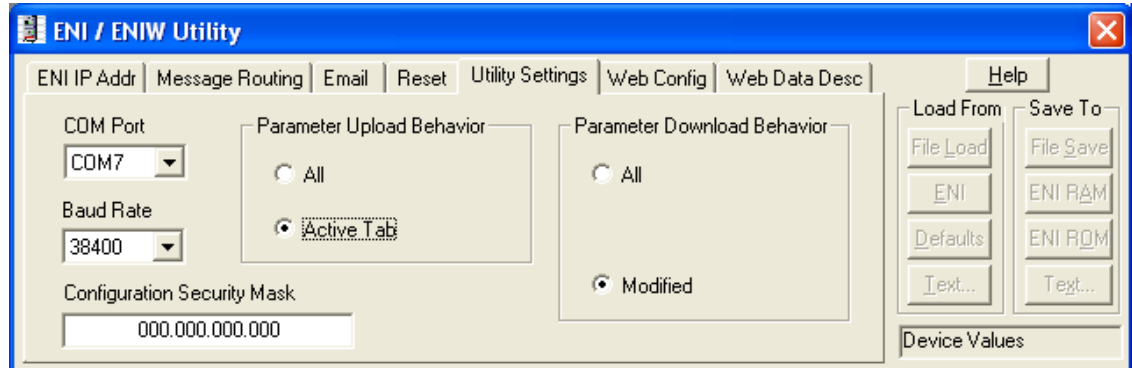 ENI / ENIW Utility
ENI IP Addr Message Routing Email Reset Utility Settings Web Config Web Data Desc Help
COM Port
COM7
Baud Rate
38400
Configuration Security Mask
000.000.000.000
Parameter Upload Behavior
All
Active Tab
Parameter Download Behavior
All
Modified
Load From
File Load
ENI
Defaults
Text...
Save To
File Save
ENI RAM
ENI ROM
Text...
Device Values